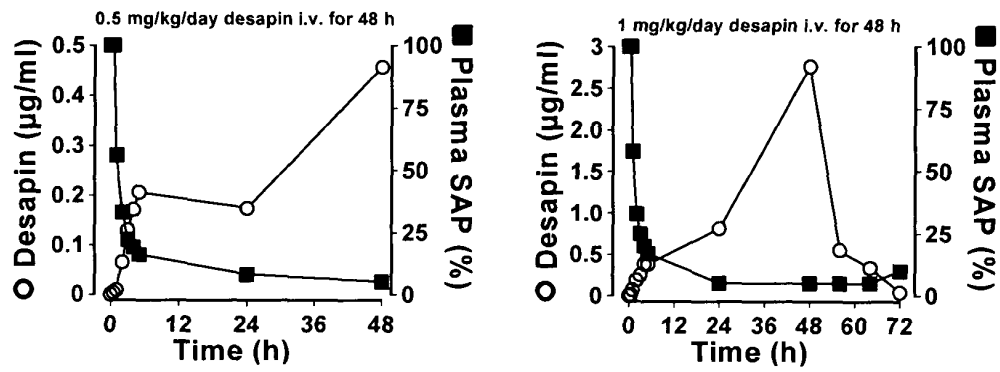 0.5 mg/kg/day desapin i.v. for 48 h
0.5
0.4
0.3
0.2
0.1
0
100
75
50
25
0
Desapin (µg/ml)
Plasma SAP (%)
0 12 24 36 48
Time (h)
1 mg/kg/day desapin i.v. for 48 h
3
2.5
2.0
1.5
1.0
0.5
0
100
75
50
25
0
Desapin (µg/ml)
Plasma SAP (%)
0 12 24 36 48 60 72
Time (h)